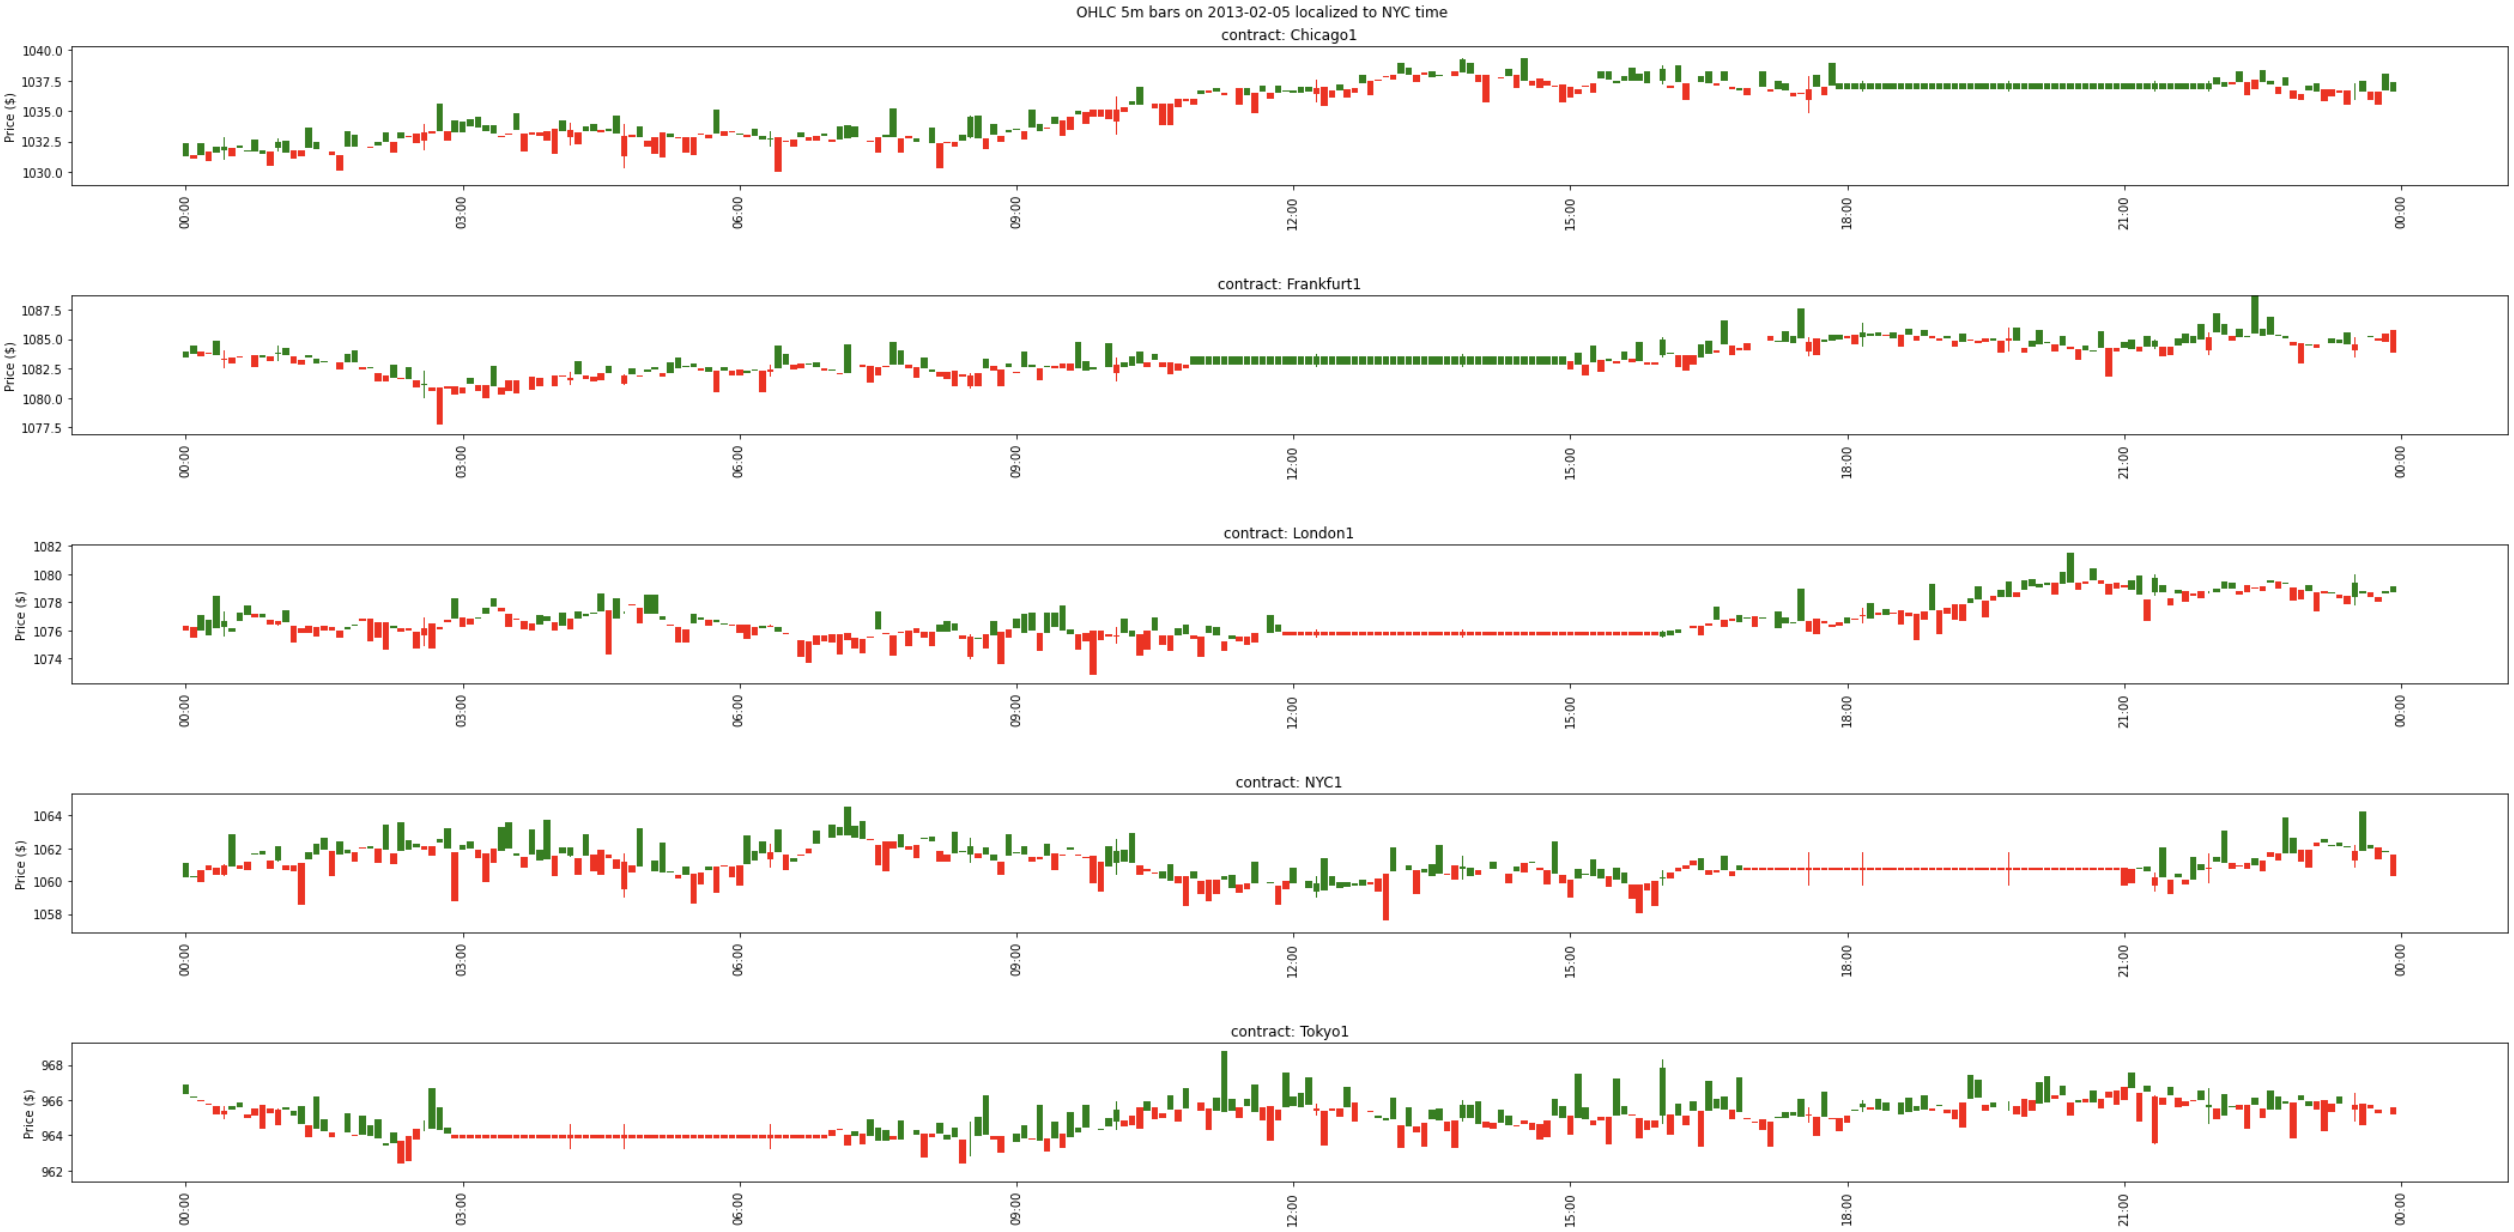 OHLC 5m bars on 2013-02-05 localized to NYC time
contract: Chicago1
Price ($)
1040.0
1037.5
1035.0
1032.5
1030.0
00:00 03:00 06:00 09:00 12:00 15:00 18:00 21:00 00:00
contract: Frankfurt1
Price ($)
1087.5
1085.0
1082.5
1080.0
1077.5
00:00 03:00 06:00 09:00 12:00 15:00 18:00 21:00 00:00
contract: London1
Price ($)
1082
1080
1078
1076
1074
00:00 03:00 06:00 09:00 12:00 15:00 18:00 21:00 00:00
contract: NYC1
Price ($)
1064
1062
1060
1058
00:00 03:00 06:00 09:00 12:00 15:00 18:00 21:00 00:00
contract: Tokyo1
Price ($)
968
966
964
962
00:00 03:00 06:00 09:00 12:00 15:00 18:00 21:00 00:00